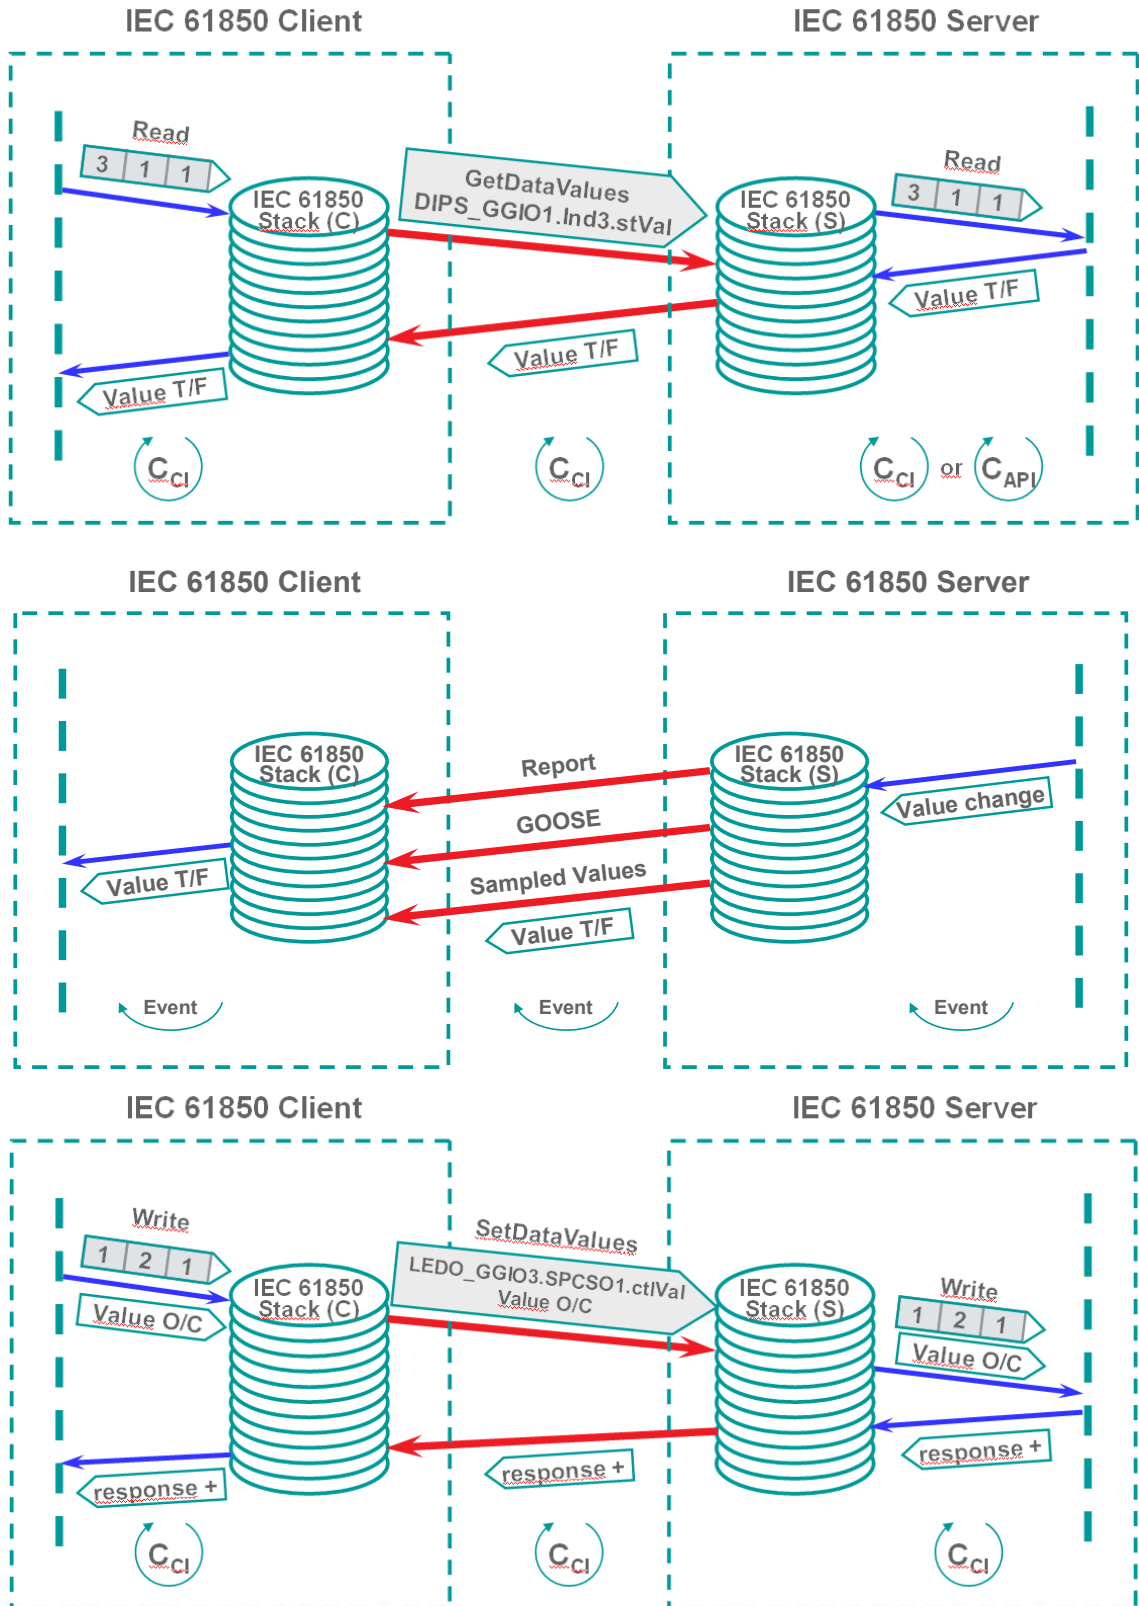 IEC 61850 Client
IEC 61850 Server
Read
3 1 1
IEC 61850
Stack (C)
GetDataValues
DIPS_GGIO1.Ind3.stVal
IEC 61850
Stack (S)
Read
3 1 1
Value T/F
Value T/F
Value T/F
CCI
CCI
CCI or CAPI
IEC 61850 Client
IEC 61850 Server
IEC 61850
Stack (C)
Report
GOOSE
Sampled Values
Value T/F
IEC 61850
Stack (S)
Value change
Value T/F
Event
Event
Event
IEC 61850 Client
IEC 61850 Server
Write
1 2 1
Value O/C
IEC 61850
Stack (C)
SetDataValues
LEDO_GGIO3.SPCSO1.ctlVal
Value O/C
IEC 61850
Stack (S)
Write
1 2 1
Value O/C
response +
response +
response +
CCI
CCI
CCI